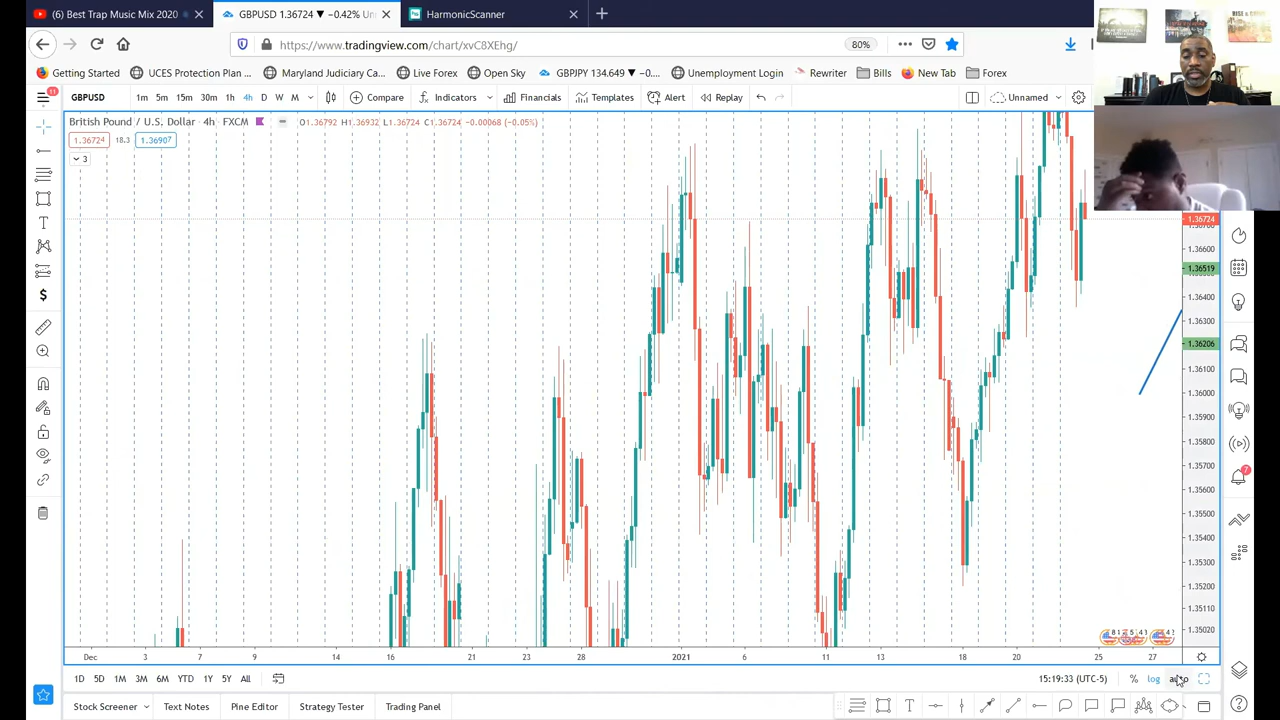 (6) Best Trap Music Mix 2020
GBPUSD 1.36724 ▼ −0.42% Un
HarmonicScanter
https://www.tradingview.com/chart/xvC8XEhg/
80%
Getting Started
UCES Protection Plan ...
Maryland Judiciary Ca...
Live Forex
Open Sky
GBPJPY 134.649 ▼ −0....
Unemployment Login
Rewriter
Bills
New Tab
Forex
11
GBPUSD
1m 5m 15m 30m 1h 4h D W M
Compare
Indicators
Financials
Templates
Alert
Replay
Unnamed
British Pound / U.S. Dollar · 4h · FXCM
O1.36792 H1.36932 L1.36724 C1.36724 −0.00068 (−0.05%)
1.36724 18.3 1.36907
3
1.36724
1.36600
1.36519
1.36400
1.36300
1.36206
1.36100
1.36000
1.35900
1.35800
1.35700
1.35600
1.35500
1.35400
1.35300
1.35200
1.35110
1.35020
7
Dec 3 7 9 14 16 21 23 28 2021 6 11 13 18 20 25 27
1D 5D 1M 3M 6M YTD 1Y 5Y All
15:19:33 (UTC-5)
%
log
auto
Stock Screener
Text Notes
Pine Editor
Strategy Tester
Trading Panel